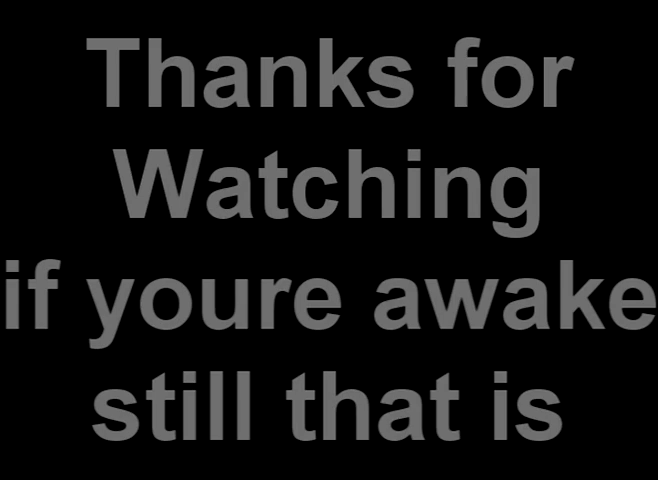 Thanks for
Watching
if youre awake
still that is